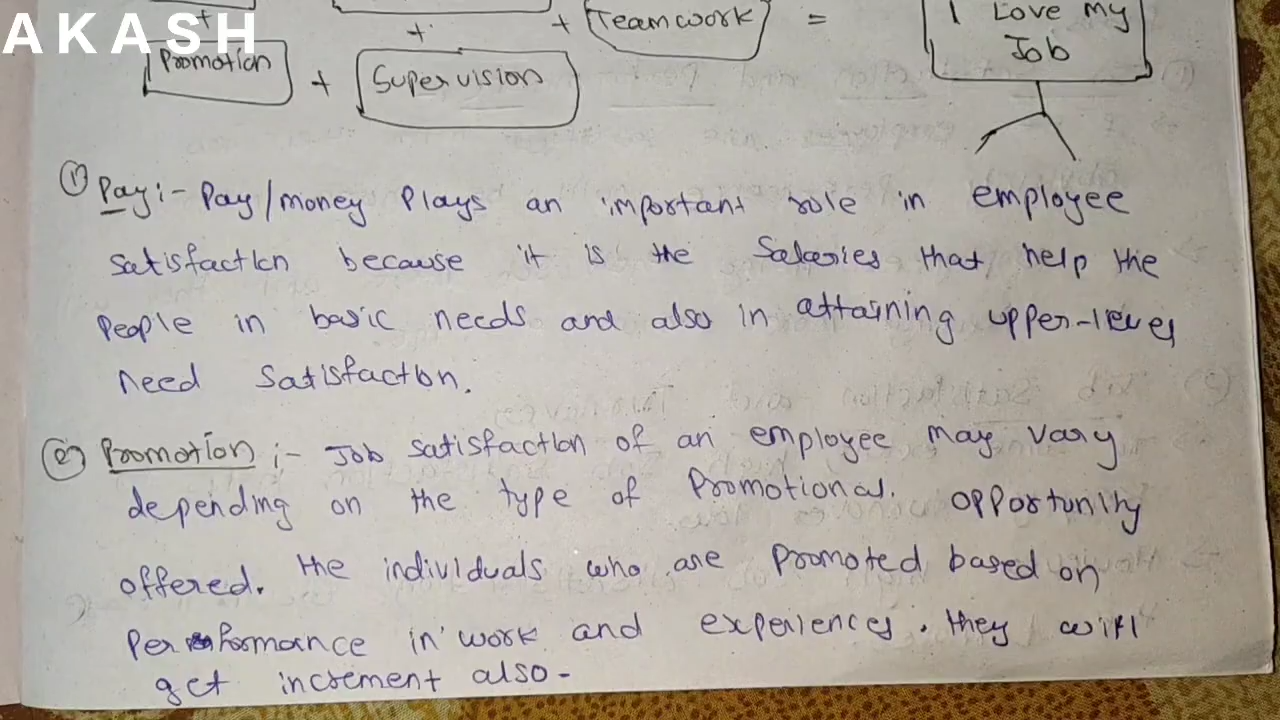 AKASH
+ + + Teamwork = I Love my
Promotion + Supervision Job
① Pay :- Pay/money Plays an important role in employee
satisfaction because it is the Salaries that help the
People in basic needs and also in attaining upper-level
need satisfaction.
② Promotion :- Job satisfaction of an employee may vary
depending on the type of Promotional. opportunity
offered. the individuals who are promoted based on
Performance in work and experiences. they will
get increment also-